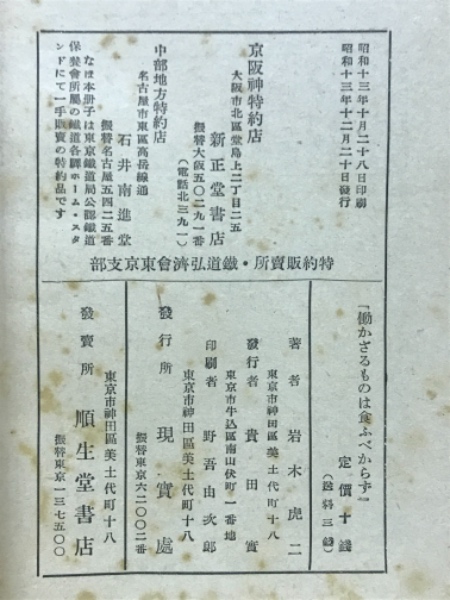 昭和十三年十月二十八日印刷
昭和十三年十二月二十日發行
京阪神特約店
大阪市北區堂島上二丁目二五
新正堂書店
振替大阪五〇二九一番
(電話北三九一)
中部地方特約店
名古屋市東區高岳線通
石井南進堂
振替名古屋五四二五番
なほ本册子は東京鐵道局公認鐵道
保養會所屬の鐵道各驛ホーム・スタ
ンドにて一手販賣の特約品です
特約販賣所・鐵道弘濟會東京支部
「働かざるものは食ふべからず」
定價十錢
(送料三錢)
著者 岩木虎二
東京市神田區美土代町十八
發行者 貴田實
東京市牛込區南山伏町一番地
印刷者 野吾由次郎
東京市神田區美土代町十八
發行所 現實處
振替東京六二〇〇二番
東京市神田區美土代町十八
發賣所 順生堂書店
振替東京一三七五〇〇